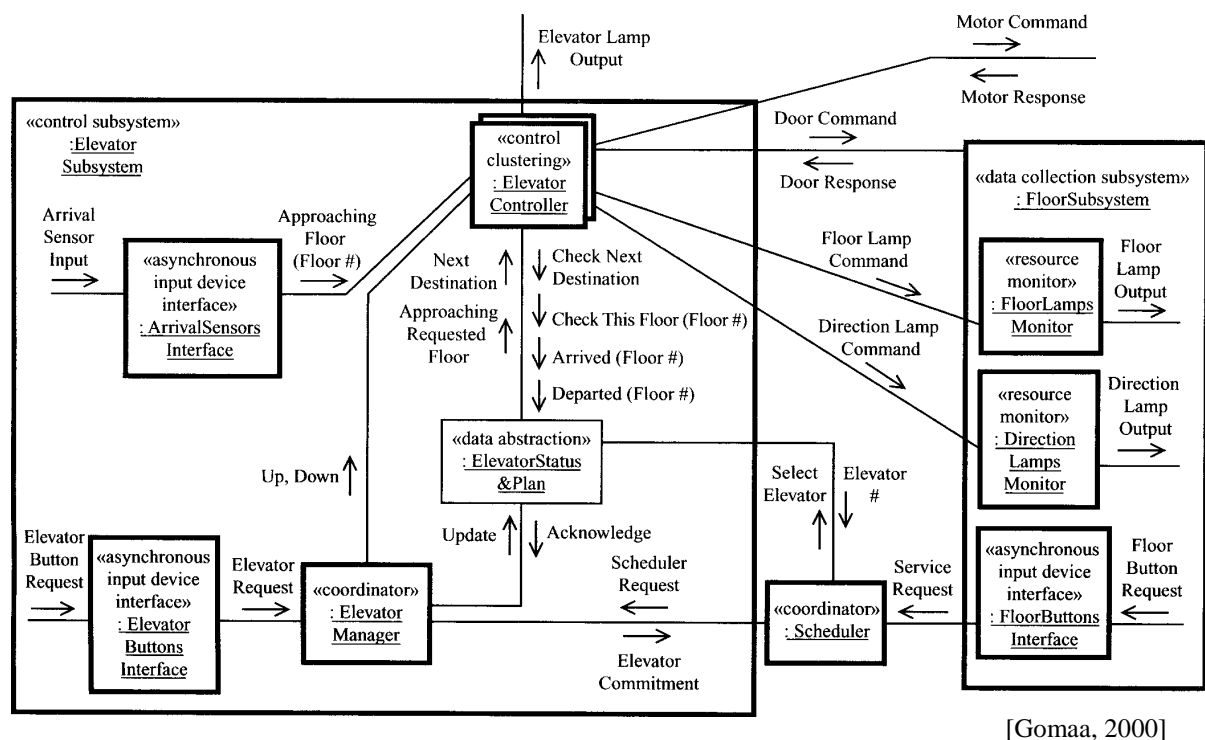 Elevator Lamp
Output
Motor Command
Motor Response
«control subsystem»
:Elevator
Subsystem
«control
clustering»
: Elevator
Controller
Door Command
Door Response
«data collection subsystem»
: FloorSubsystem
Arrival
Sensor
Input
«asynchronous
input device
interface»
: ArrivalSensors
Interface
Approaching
Floor
(Floor #)
Next
Destination
Approaching
Requested
Floor
Check Next
Destination
Check This Floor (Floor #)
Arrived (Floor #)
Departed (Floor #)
Floor Lamp
Command
Direction Lamp
Command
«resource
monitor»
: FloorLamps
Monitor
Floor
Lamp
Output
«resource
monitor»
: Direction
Lamps
Monitor
Direction
Lamp
Output
«data abstraction»
: ElevatorStatus
&Plan
Up, Down
Update
Acknowledge
Select
Elevator
Elevator
#
Elevator
Button
Request
«asynchronous
input device
interface»
: Elevator
Buttons
Interface
Elevator
Request
«coordinator»
: Elevator
Manager
Scheduler
Request
Elevator
Commitment
«coordinator»
: Scheduler
Service
Request
«asynchronous
input device
interface»
: FloorButtons
Interface
Floor
Button
Request
[Gomaa, 2000]